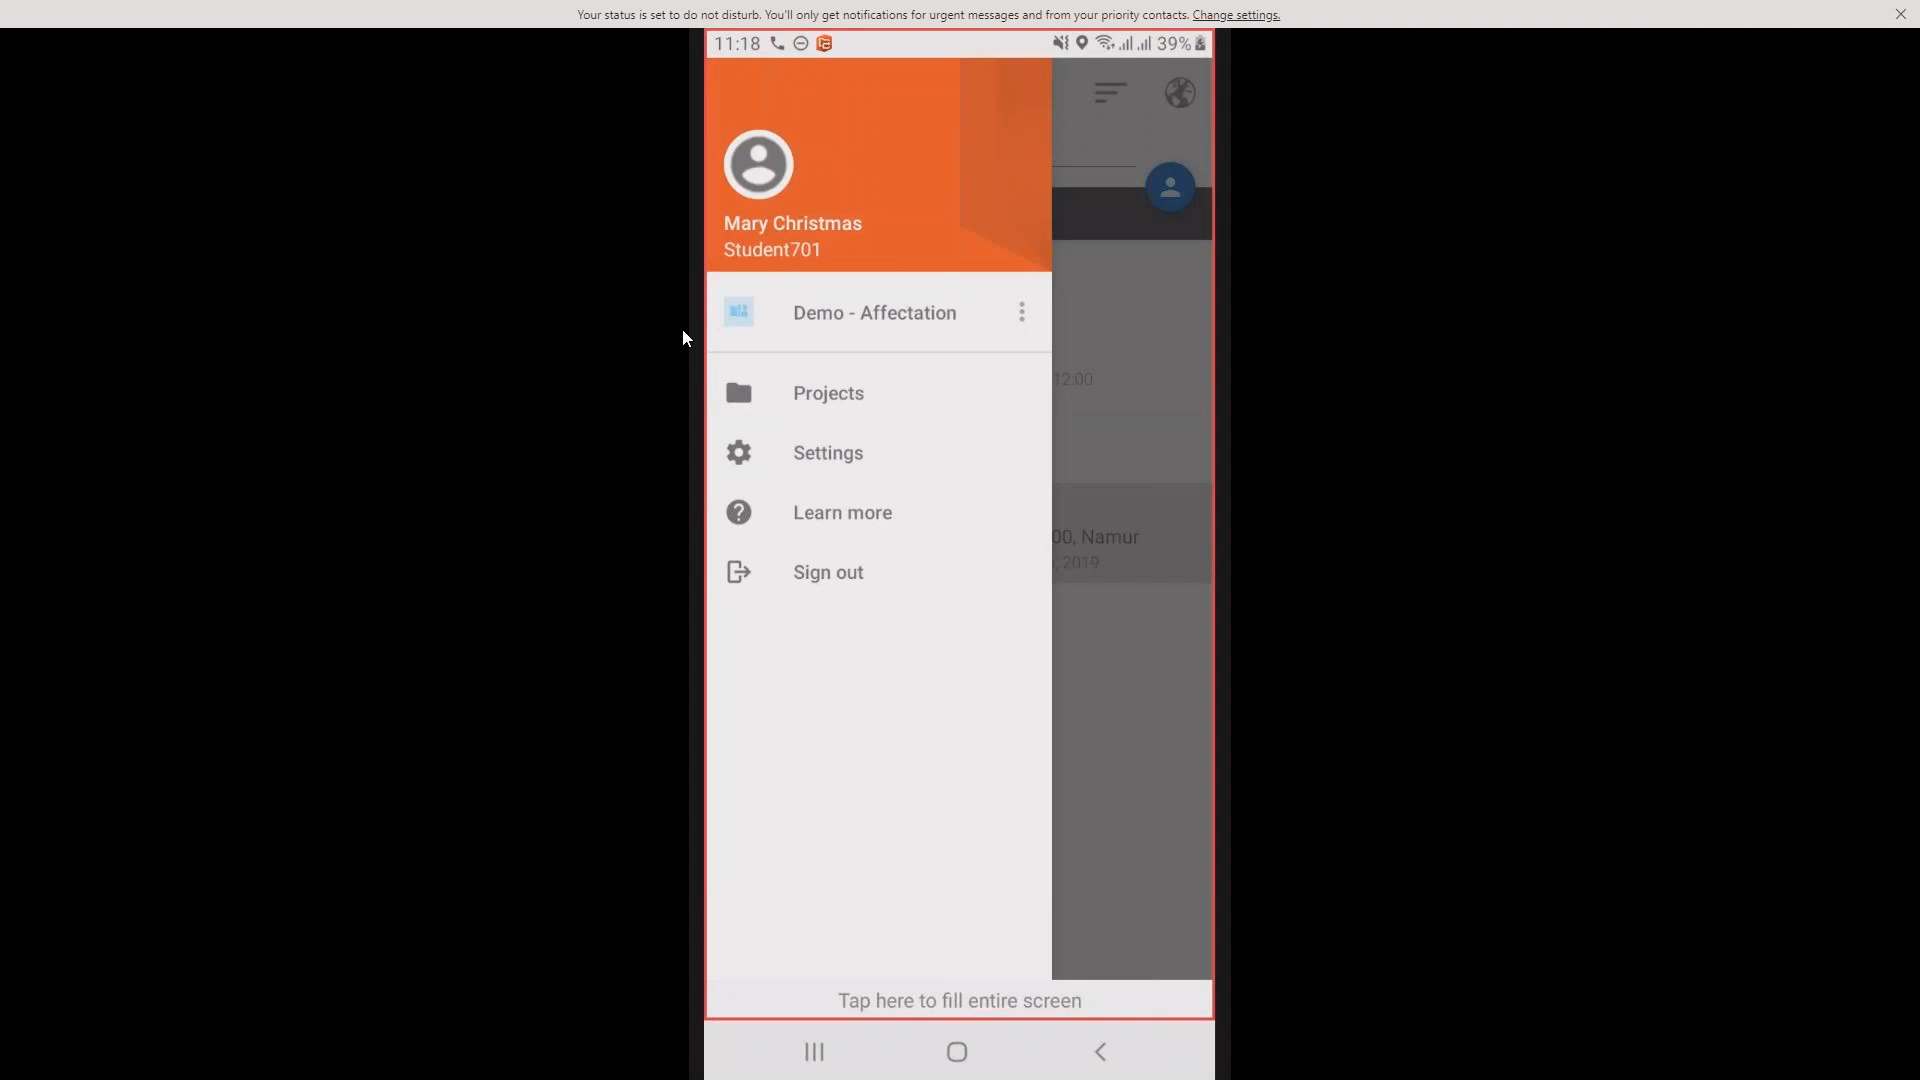 Your status is set to do not disturb. You'll only get notifications for urgent messages and from your priority contacts. Change settings.
11:18
39%
Mary Christmas
Student701
Demo - Affectation
Projects
12:00
Settings
Learn more
00, Namur
, 2019
Sign out
Tap here to fill entire screen